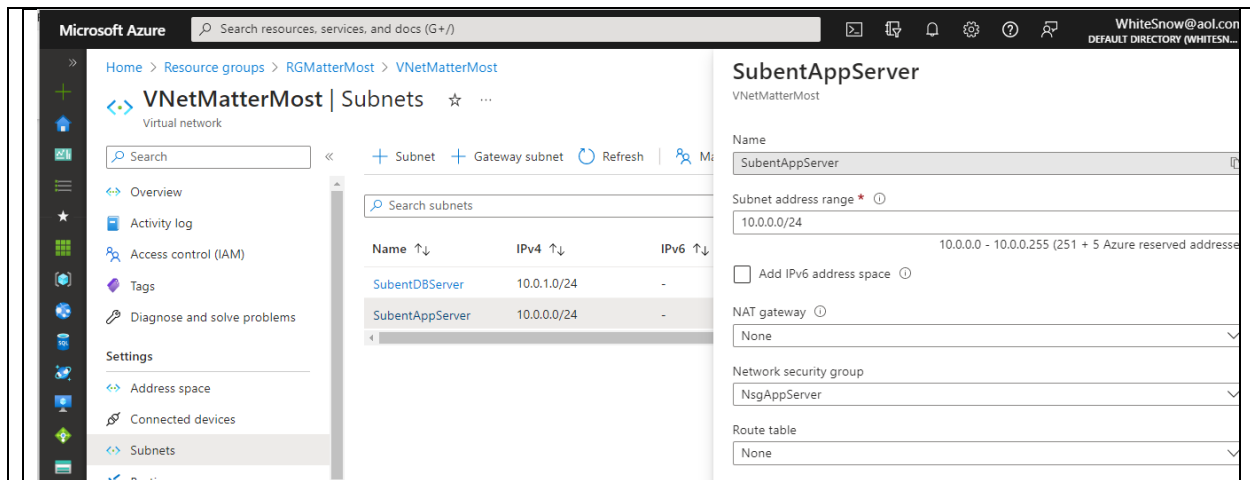 Microsoft Azure
Search resources, services, and docs (G+/)
WhiteSnow@aol.com
DEFAULT DIRECTORY (WHITESN...
Home > Resource groups > RGMatterMost > VNetMatterMost
VNetMatterMost | Subnets
Virtual network
Search
Overview
Activity log
Access control (IAM)
Tags
Diagnose and solve problems
Settings
Address space
Connected devices
Subnets
Subnet
Gateway subnet
Refresh
Search subnets
Name ↑↓ IPv4 ↑↓ IPv6 ↑↓
SubentDBServer 10.0.1.0/24 -
SubentAppServer 10.0.0.0/24 -
SubentAppServer
VNetMatterMost
Name
SubentAppServer
Subnet address range *
10.0.0.0/24
10.0.0.0 - 10.0.0.255 (251 + 5 Azure reserved addresse
Add IPv6 address space
NAT gateway
None
Network security group
NsgAppServer
Route table
None